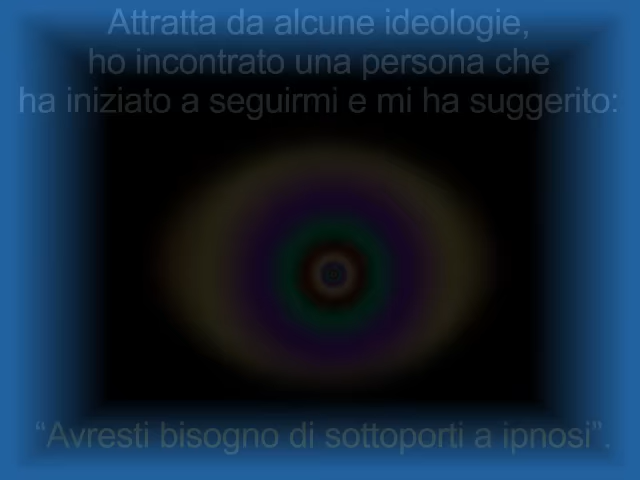 Attratta da alcune ideologie,
ho incontrato una persona che
ha iniziato a seguirmi e mi ha suggerito:
“Avresti bisogno di sottoporti a ipnosi”.